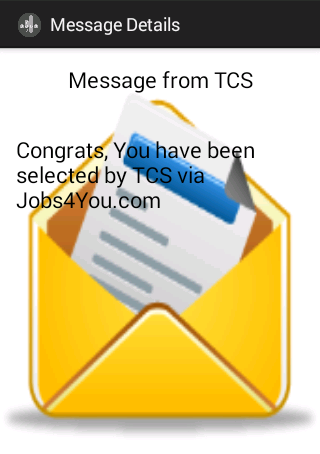 Message Details
Message from TCS
Congrats, You have been
selected by TCS via
Jobs4You.com